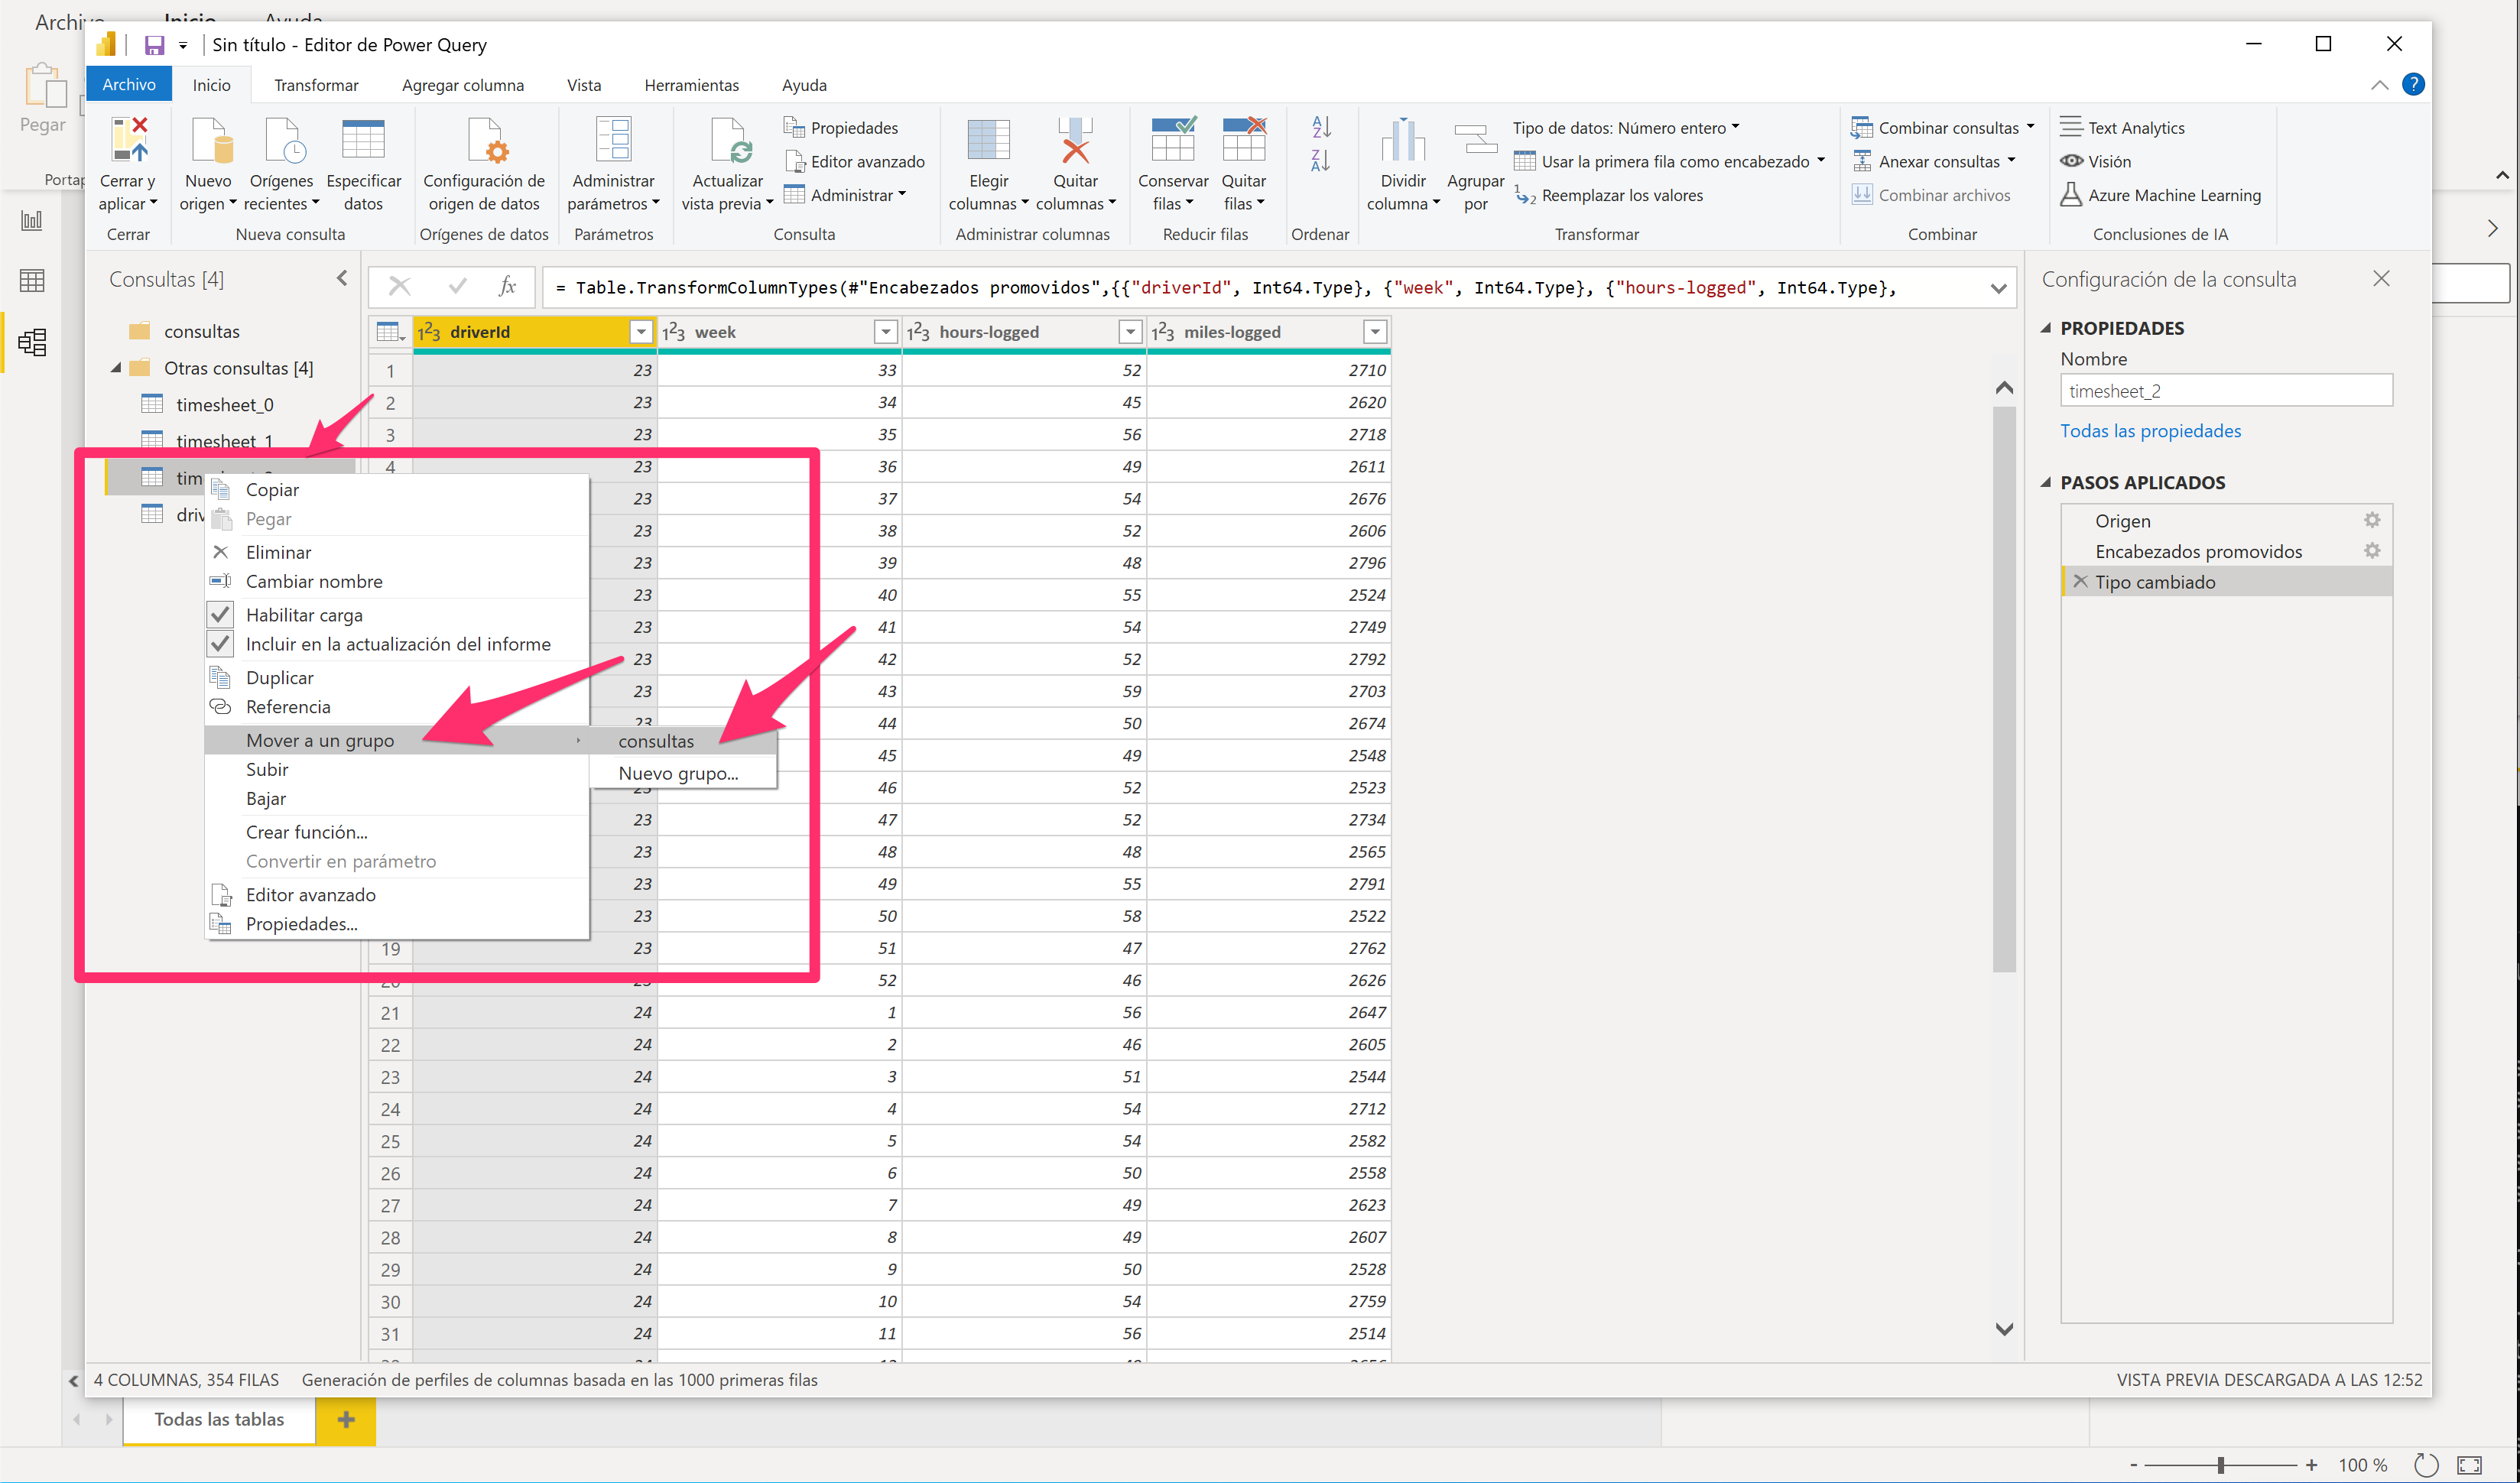 Archivo Inicio Ayuda
Sin título - Editor de Power Query
Archivo Inicio Transformar Agregar columna Vista Herramientas Ayuda
Pegar
Cerrar y aplicar
Cerrar
Nuevo origen
Orígenes recientes
Especificar datos
Nueva consulta
Configuración de origen de datos
Orígenes de datos
Administrar parámetros
Parámetros
Actualizar vista previa
Propiedades
Editor avanzado
Administrar
Consulta
Elegir columnas
Quitar columnas
Administrar columnas
Conservar filas
Quitar filas
Reducir filas
Ordenar
Dividir columna
Agrupar por
Tipo de datos: Número entero
Usar la primera fila como encabezado
Reemplazar los valores
Transformar
Combinar consultas
Anexar consultas
Combinar archivos
Combinar
Text Analytics
Visión
Azure Machine Learning
Conclusiones de IA
Consultas [4]
consultas
Otras consultas [4]
timesheet_0
timesheet_1
Copiar
Pegar
Eliminar
Cambiar nombre
Habilitar carga
Incluir en la actualización del informe
Duplicar
Referencia
Mover a un grupo
Subir
Bajar
Crear función...
Convertir en parámetro
Editor avanzado
Propiedades...
consultas
Nuevo grupo...
fx = Table.TransformColumnTypes(#"Encabezados promovidos",{{"driverId", Int64.Type}, {"week", Int64.Type}, {"hours-logged", Int64.Type},
driverId week hours-logged miles-logged
1 23 33 52 2710
2 23 34 45 2620
3 23 35 56 2718
4 23 36 49 2611
23 37 54 2676
23 38 52 2606
23 39 48 2796
23 40 55 2524
23 41 54 2749
23 42 52 2792
23 43 59 2703
23 44 50 2674
45 49 2548
23 46 52 2523
23 47 52 2734
23 48 48 2565
23 49 55 2791
23 50 58 2522
19 23 51 47 2762
20 23 52 46 2626
21 24 1 56 2647
22 24 2 46 2605
23 24 3 51 2544
24 24 4 54 2712
25 24 5 54 2582
26 24 6 50 2558
27 24 7 49 2623
28 24 8 49 2607
29 24 9 50 2528
30 24 10 54 2759
31 24 11 56 2514
Configuración de la consulta
PROPIEDADES
Nombre
timesheet_2
Todas las propiedades
PASOS APLICADOS
Origen
Encabezados promovidos
Tipo cambiado
4 COLUMNAS, 354 FILAS Generación de perfiles de columnas basada en las 1000 primeras filas
VISTA PREVIA DESCARGADA A LAS 12:52
Todas las tablas
100 %